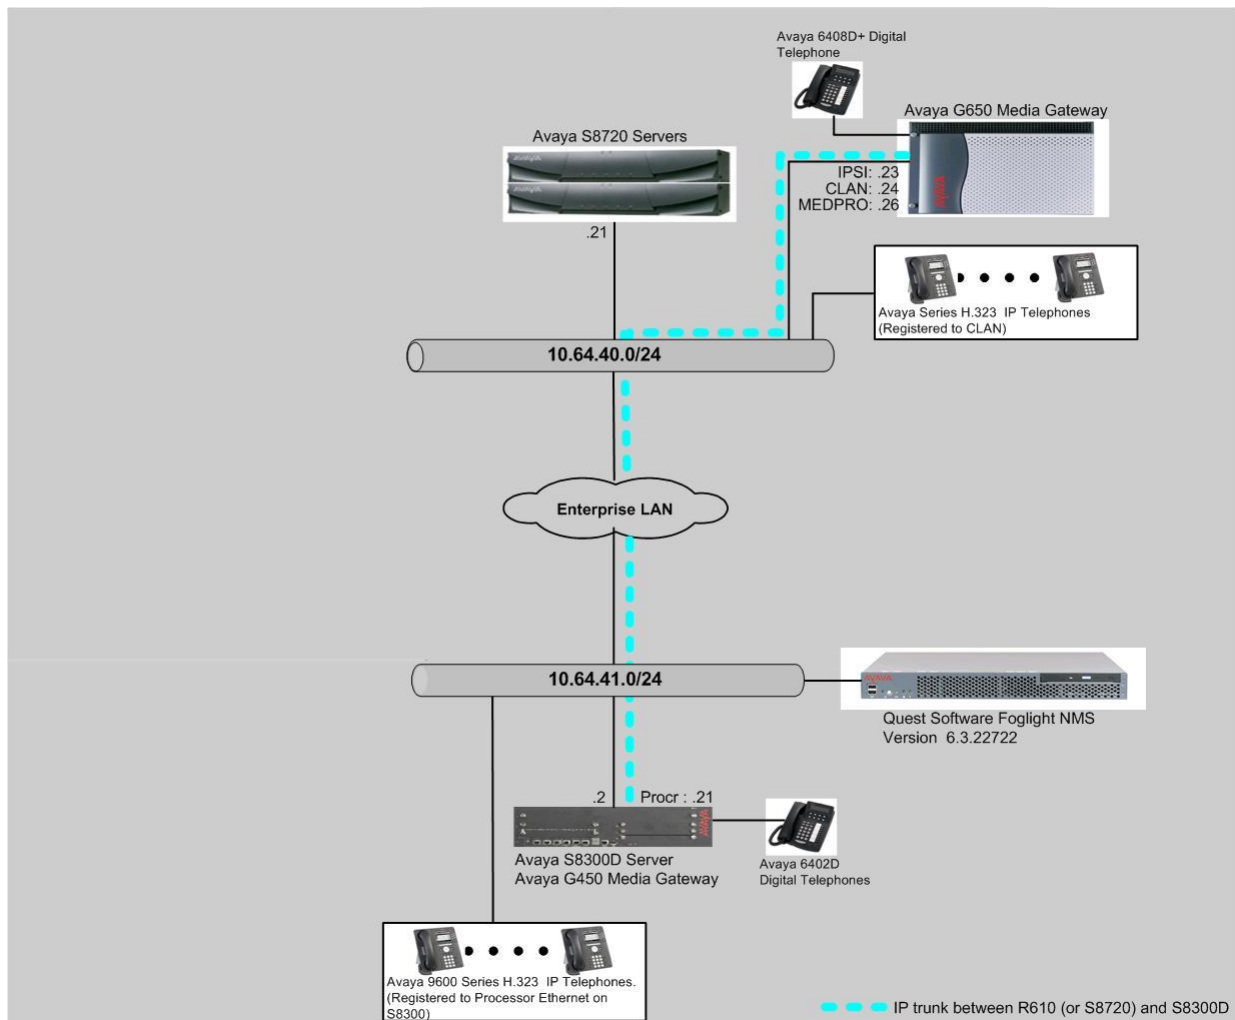 Avaya 6408D+ Digital
Telephone
Avaya G650 Media Gateway
Avaya S8720 Servers
AVAYA
IPSI: .23
CLAN: .24
MEDPRO: .26
.21
Avaya Series H.323 IP Telephones
(Registered to CLAN)
10.64.40.0/24
Enterprise LAN
10.64.41.0/24
AVAYA
Quest Software Foglight NMS
Version 6.3.22722
.2
Procr : .21
AVAYA
Avaya S8300D Server
Avaya G450 Media Gateway
Avaya 6402D
Digital Telephones
Avaya 9600 Series H.323 IP Telephones.
(Registered to Processor Ethernet on
S8300)
IP trunk between R610 (or S8720) and S8300D